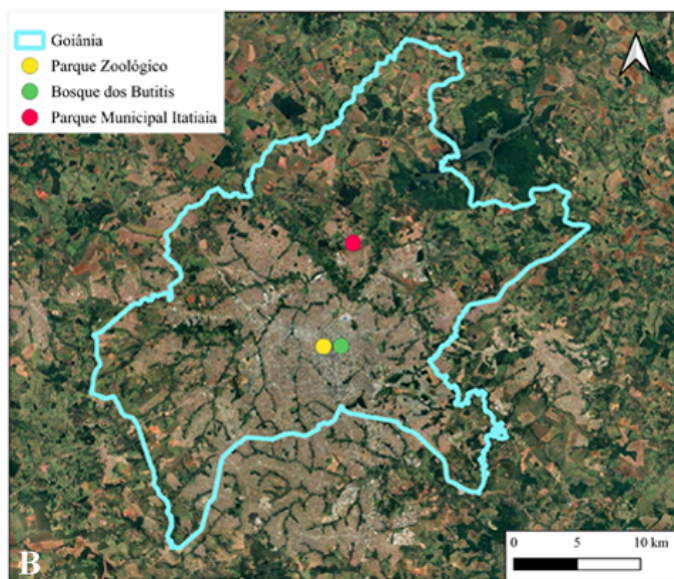 Goiânia
Parque Zoológico
Bosque dos Butitis
Parque Municipal Itatiaia
B
0 5 10 km